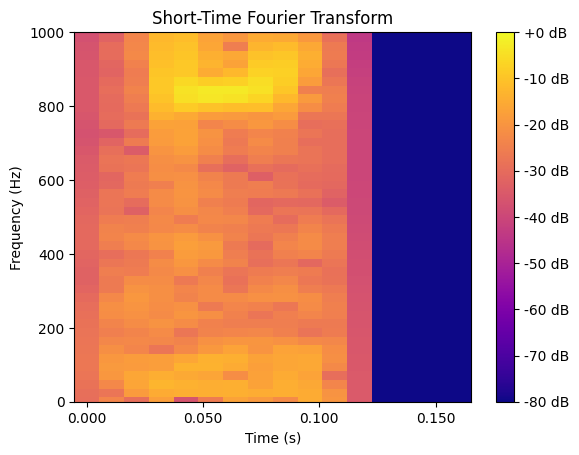 Short-Time Fourier Transform
1000
800
600
400
200
0
Frequency (Hz)
0.000
0.050
0.100
0.150
Time (s)
+0 dB
-10 dB
-20 dB
-30 dB
-40 dB
-50 dB
-60 dB
-70 dB
-80 dB